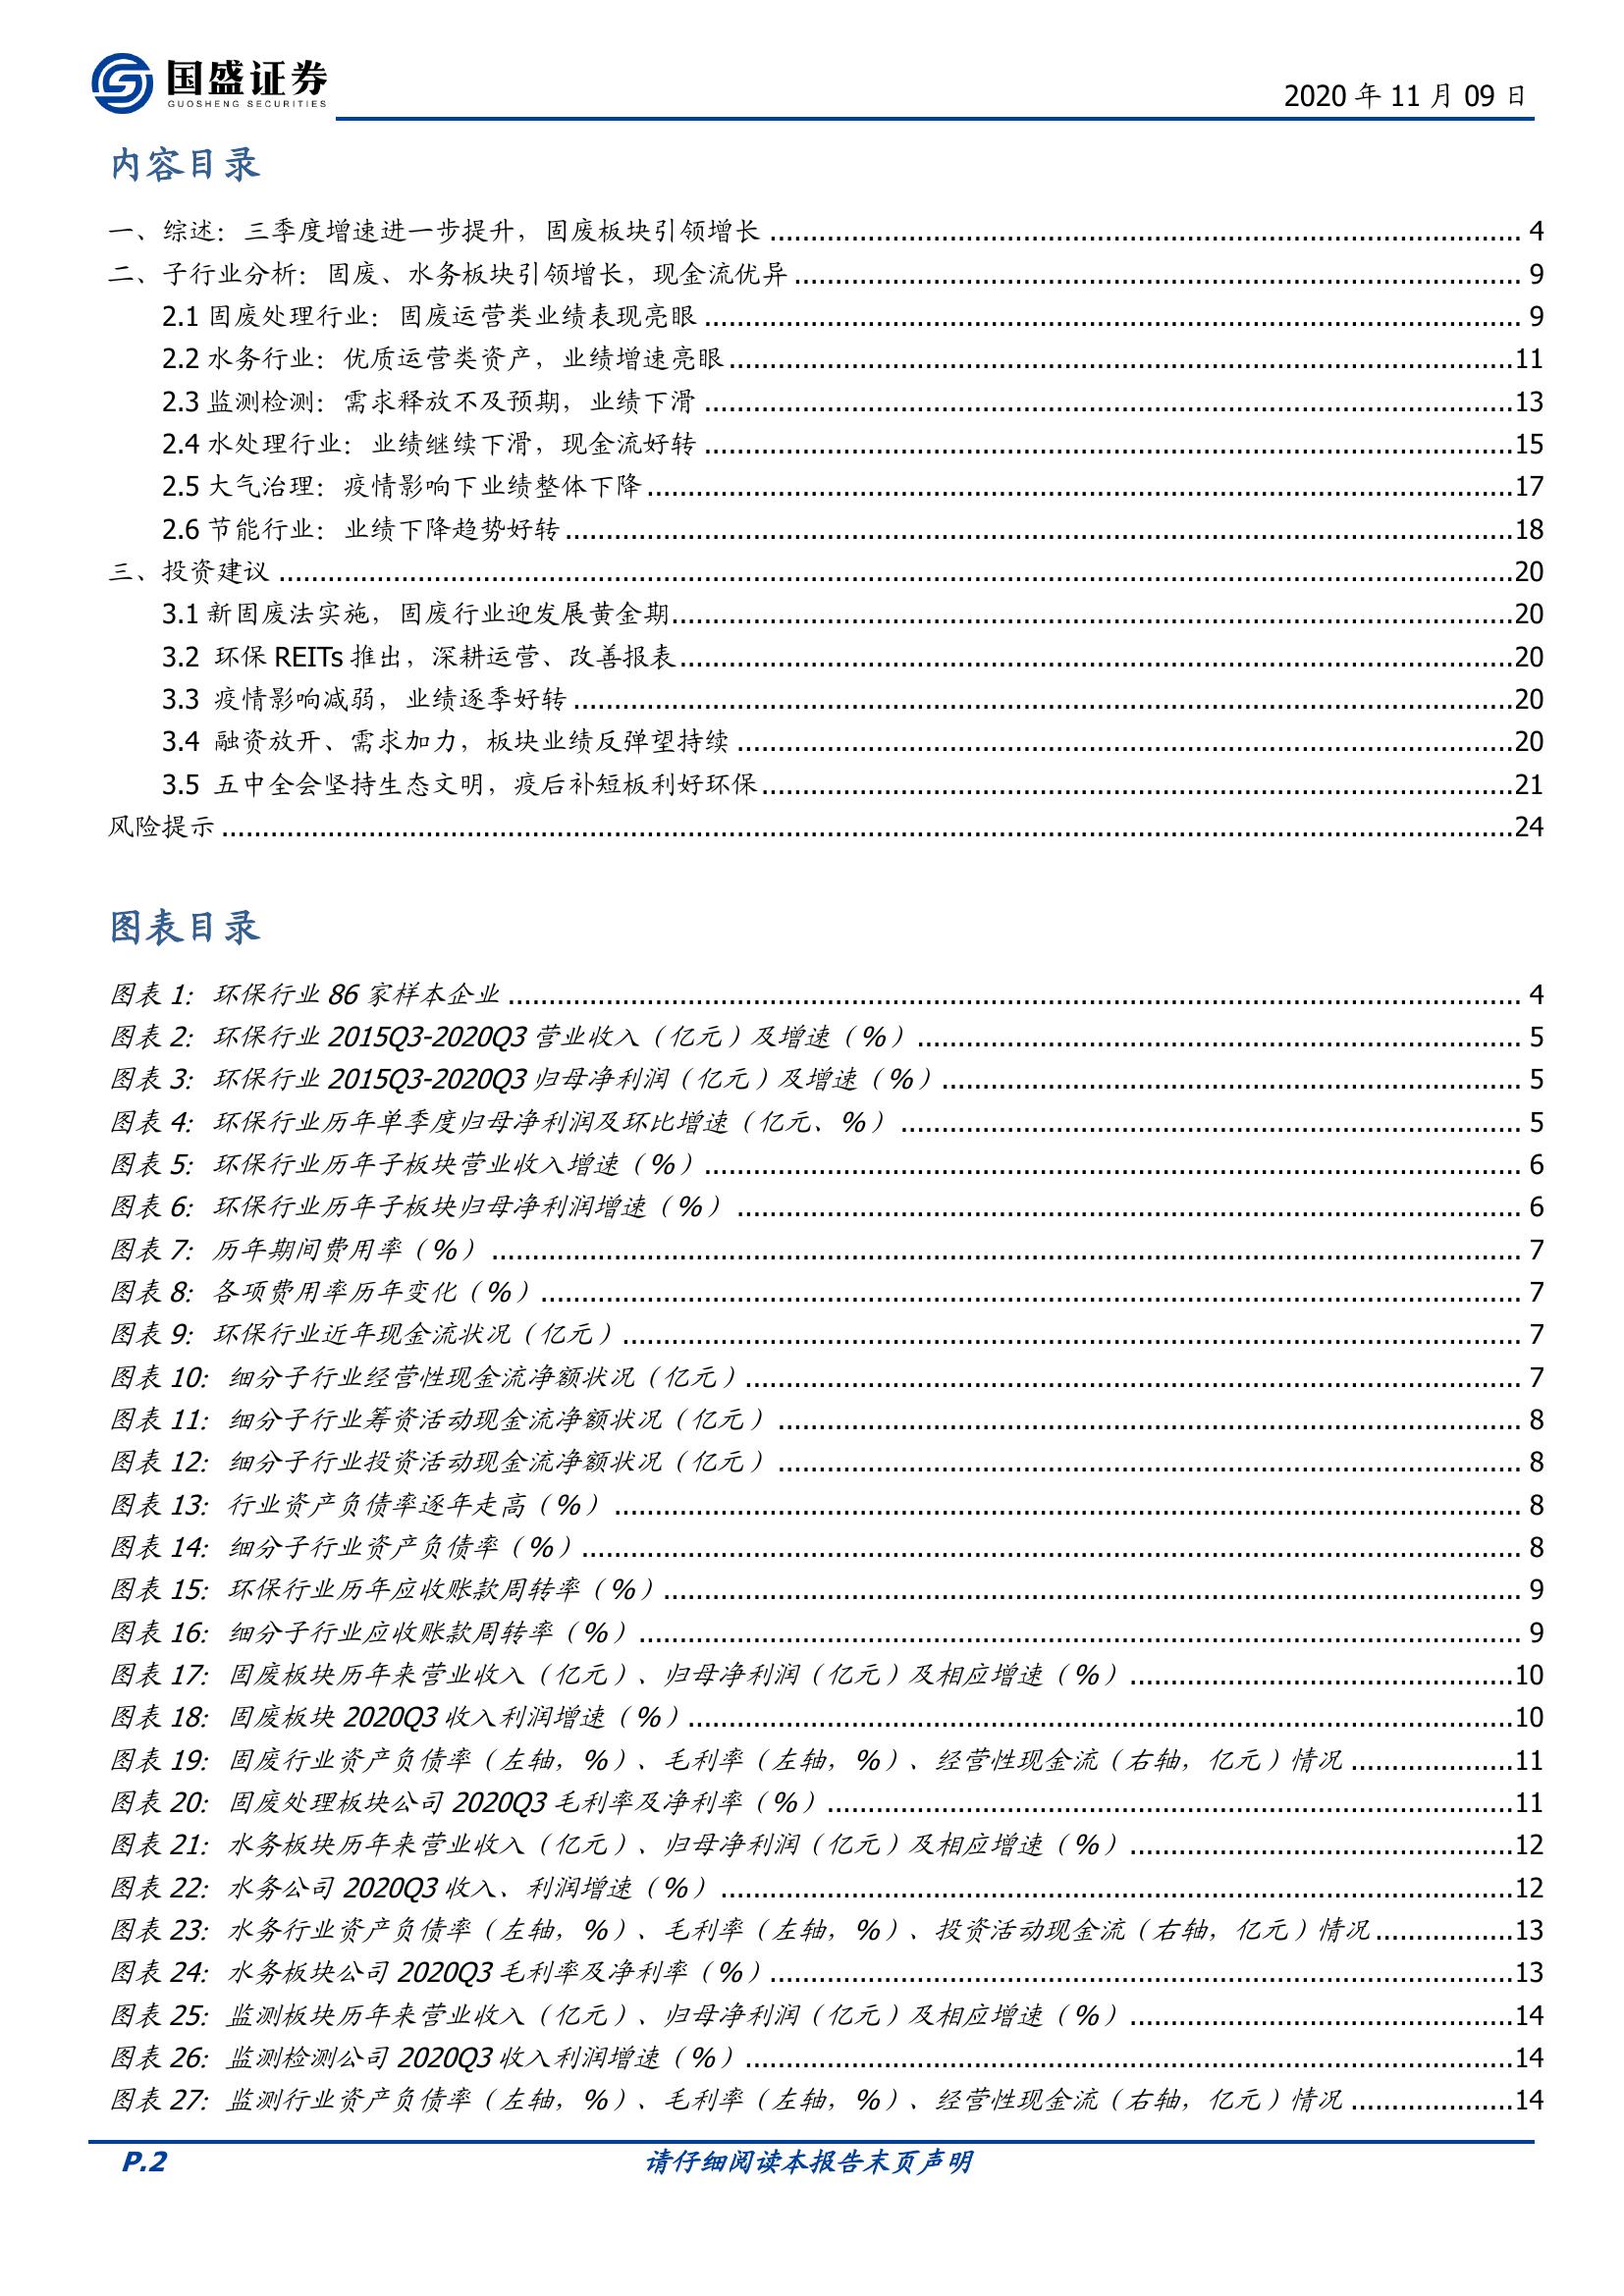 国盛证券
GUOSHENG SECURITIES
2020 年 11 月 09 日
内容目录
一、综述：三季度增速进一步提升，固废板块引领增长 4
二、子行业分析：固废、水务板块引领增长，现金流优异 9
2.1 固废处理行业：固废运营类业绩表现亮眼 9
2.2 水务行业：优质运营类资产，业绩增速亮眼 11
2.3 监测检测：需求释放不及预期，业绩下滑 13
2.4 水处理行业：业绩继续下滑，现金流好转 15
2.5 大气治理：疫情影响下业绩整体下降 17
2.6 节能行业：业绩下降趋势好转 18
三、投资建议 20
3.1 新固废法实施，固废行业迎发展黄金期 20
3.2 环保 REITs 推出，深耕运营、改善报表 20
3.3 疫情影响减弱，业绩逐季好转 20
3.4 融资放开、需求加力，板块业绩反弹望持续 20
3.5 五中全会坚持生态文明，疫后补短板利好环保 21
风险提示 24
图表目录
图表 1：环保行业 86 家样本企业 4
图表 2：环保行业 2015Q3-2020Q3 营业收入（亿元）及增速（%） 5
图表 3：环保行业 2015Q3-2020Q3 归母净利润（亿元）及增速（%） 5
图表 4：环保行业历年单季度归母净利润及环比增速（亿元、%） 5
图表 5：环保行业历年子板块营业收入增速（%） 6
图表 6：环保行业历年子板块归母净利润增速（%） 6
图表 7：历年期间费用率（%） 7
图表 8：各项费用率历年变化（%） 7
图表 9：环保行业近年现金流状况（亿元） 7
图表 10：细分子行业经营性现金流净额状况（亿元） 7
图表 11：细分子行业筹资活动现金流净额状况（亿元） 8
图表 12：细分子行业投资活动现金流净额状况（亿元） 8
图表 13：行业资产负债率逐年走高（%） 8
图表 14：细分子行业资产负债率（%） 8
图表 15：环保行业历年应收账款周转率（%） 9
图表 16：细分子行业应收账款周转率（%） 9
图表 17：固废板块历年来营业收入（亿元）、归母净利润（亿元）及相应增速（%） 10
图表 18：固废板块 2020Q3 收入利润增速（%） 10
图表 19：固废行业资产负债率（左轴，%）、毛利率（左轴，%）、经营性现金流（右轴，亿元）情况 11
图表 20：固废处理板块公司 2020Q3 毛利率及净利率（%） 11
图表 21：水务板块历年来营业收入（亿元）、归母净利润（亿元）及相应增速（%） 12
图表 22：水务公司 2020Q3 收入、利润增速（%） 12
图表 23：水务行业资产负债率（左轴，%）、毛利率（左轴，%）、投资活动现金流（右轴，亿元）情况 13
图表 24：水务板块公司 2020Q3 毛利率及净利率（%） 13
图表 25：监测板块历年来营业收入（亿元）、归母净利润（亿元）及相应增速（%） 14
图表 26：监测检测公司 2020Q3 收入利润增速（%） 14
图表 27：监测行业资产负债率（左轴，%）、毛利率（左轴，%）、经营性现金流（右轴，亿元）情况 14
P.2
请仔细阅读本报告末页声明